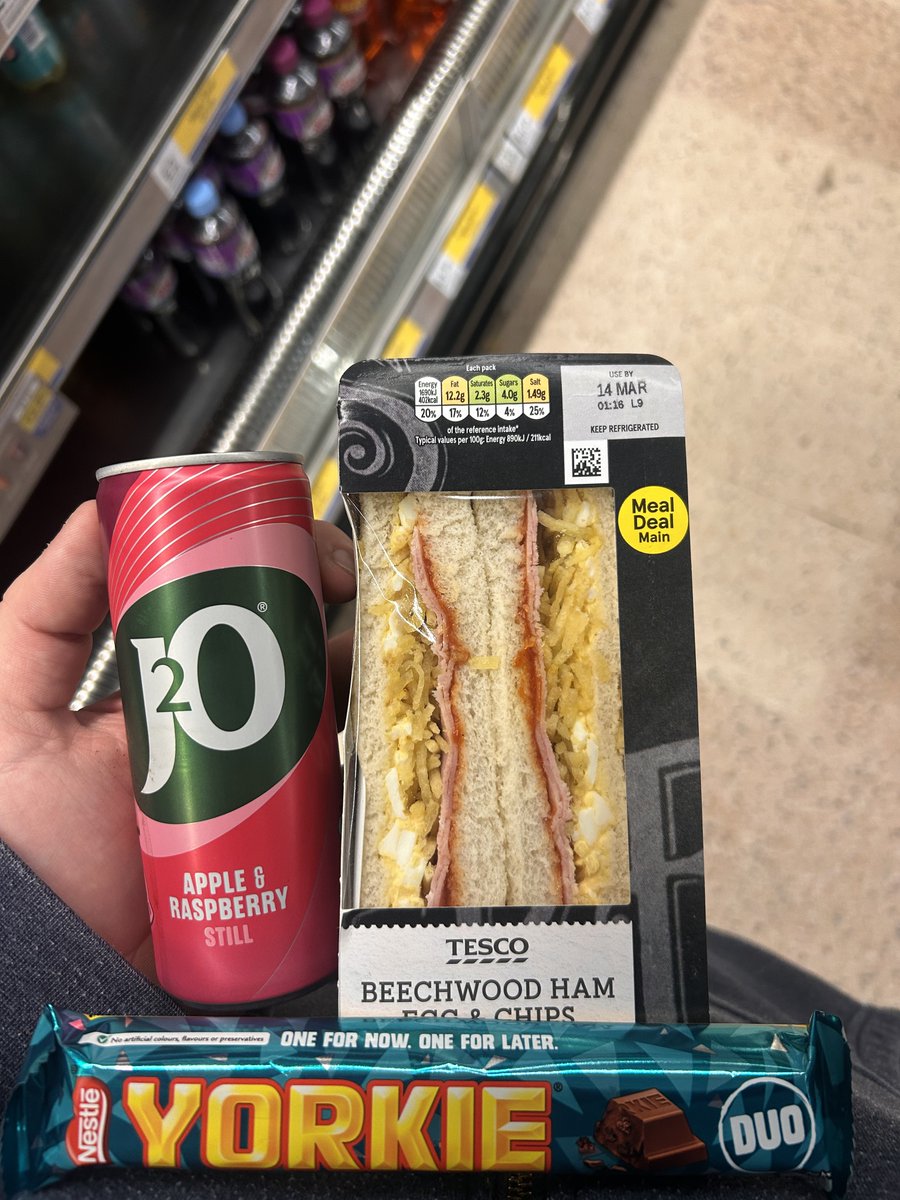 Each pack
Energy Fat Saturates Sugars Salt
1690kJ 402kcal 12.2g 2.3g 4.0g 1.49g
20% 17% 12% 4% 25%
of the reference intake*
Typical values per 100g: Energy 890kJ / 211kcal
USE BY
14 MAR
01:16 L9
KEEP REFRIGERATED
Meal
Deal
Main
J2O®
APPLE &
RASPBERRY
STILL
TESCO
BEECHWOOD HAM
EGG & CHIPS
No artificial colours, flavours or preservatives
ONE FOR NOW. ONE FOR LATER.
Nestlé
YORKIE®
DUO